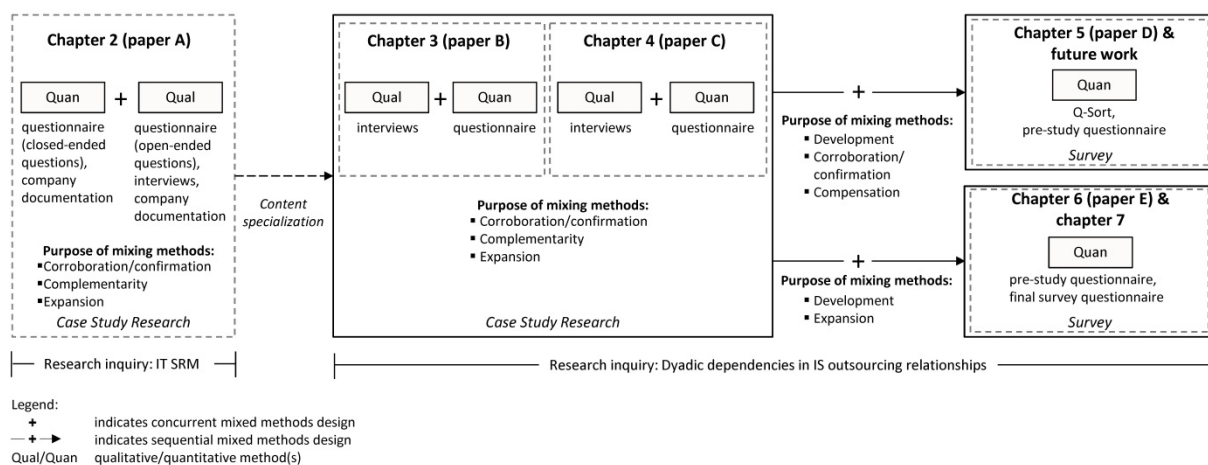 Chapter 2 (paper A)
Quan + Qual
questionnaire
(closed-ended
questions),
company
documentation
questionnaire
(open-ended
questions),
interviews,
company
documentation
Purpose of mixing methods:
▪Corroboration/confirmation
▪Complementarity
▪Expansion
Case Study Research
Content
specialization
Chapter 3 (paper B)
Qual + Quan
interviews
questionnaire
Chapter 4 (paper C)
Qual + Quan
interviews
questionnaire
Purpose of mixing methods:
▪ Corroboration/confirmation
▪ Complementarity
▪ Expansion
Case Study Research
+
Purpose of mixing methods:
▪ Development
▪ Corroboration/
confirmation
▪ Compensation
+
Purpose of mixing methods:
▪ Development
▪ Expansion
Chapter 5 (paper D) &
future work
Quan
Q-Sort,
pre-study questionnaire
Survey
Chapter 6 (paper E) &
chapter 7
Quan
pre-study questionnaire,
final survey questionnaire
Survey
Research inquiry: IT SRM
Research inquiry: Dyadic dependencies in IS outsourcing relationships
Legend:
+ indicates concurrent mixed methods design
—+→ indicates sequential mixed methods design
Qual/Quan qualitative/quantitative method(s)